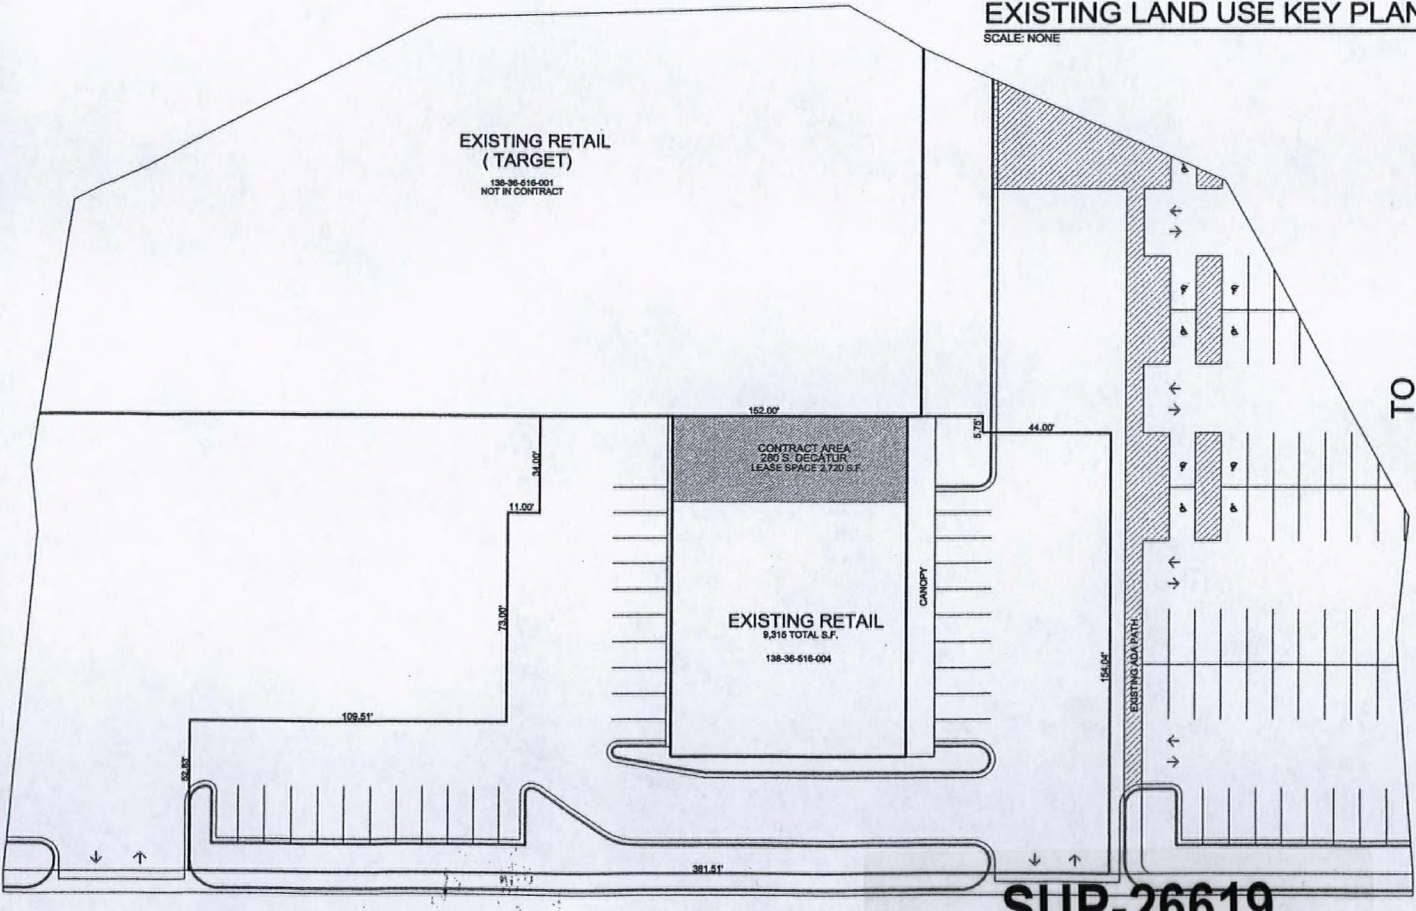 EXISTING LAND USE KEY PLAN
SCALE: NONE
EXISTING RETAIL
( TARGET)
138-36-516-001
NOT IN CONTRACT
TO
152.00'
5.75'
44.00'
CONTRACT AREA
280 S. DECATUR
LEASE SPACE 2,720 S.F.
34.00'
11.00'
73.00'
CANOPY
EXISTING RETAIL
9,315 TOTAL S.F.
138-36-516-004
154.04'
EXISTING ADA PATH
109.51'
52.83'
381.51'
SUP-26619